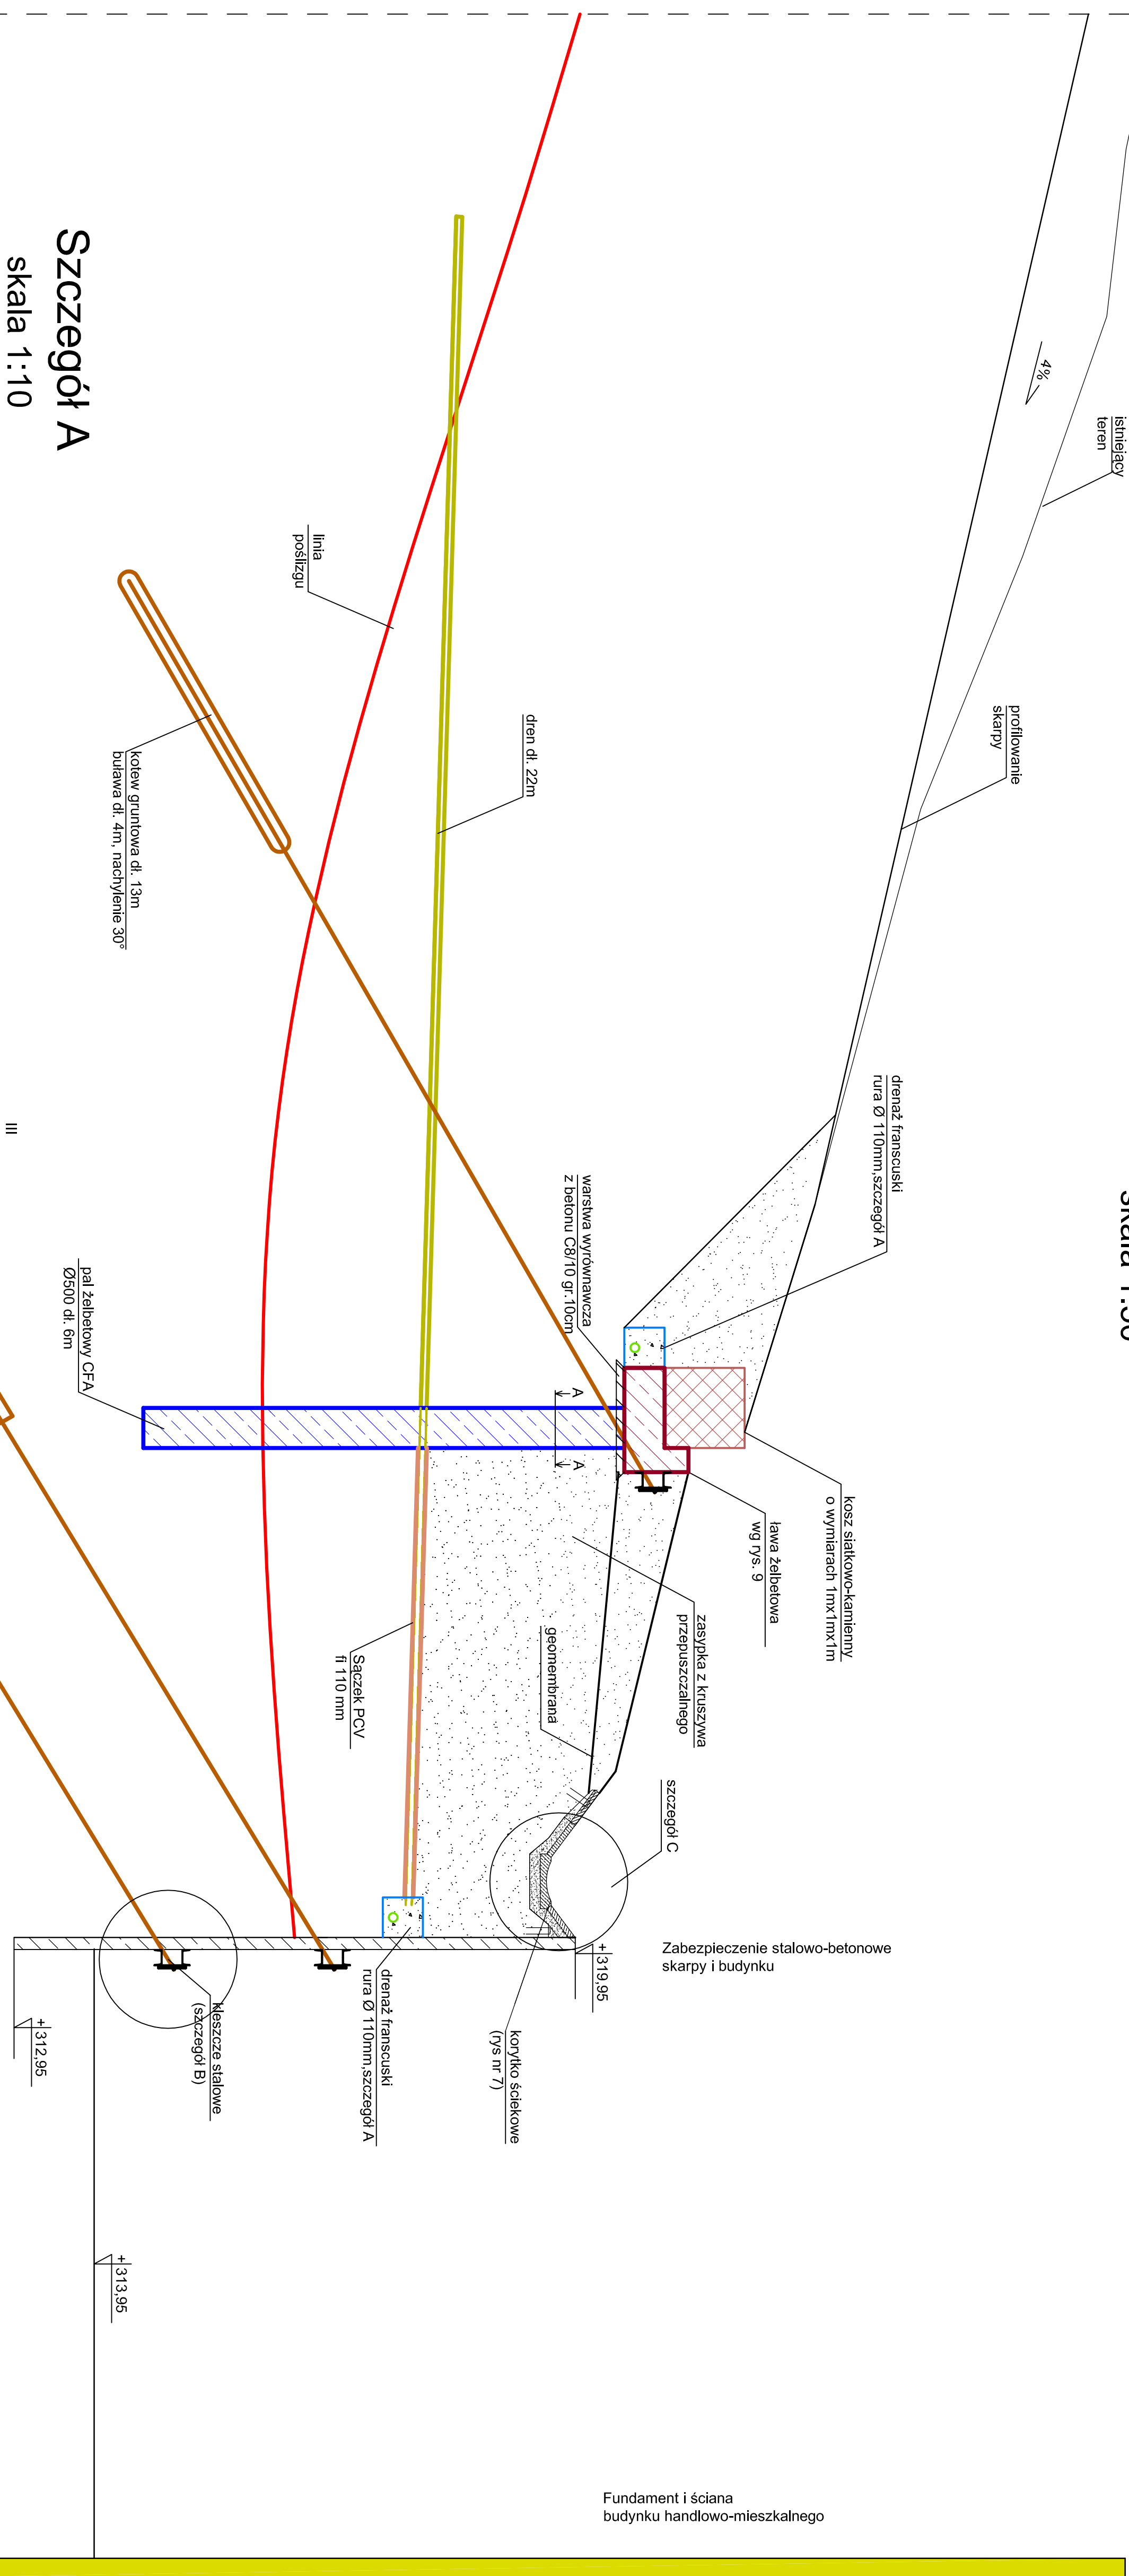 skala 1:50
istniejący
teren
4%
profilowanie
skarpy
drenaż franscuski
rura Ø 110mm,szczegół A
kosz siatkowo-kamienny
o wymiarach 1mx1mx1m
ława żelbetowa
wg rys. 9
zasypka z kruszywa
przepuszczalnego
szczegół C
Zabezpieczenie stalowo-betonowe
skarpy i budynku
+319,95
geomembrana
warstwa wyrównawcza
z betonu C8/10 gr.10cm
A
A
dren dł. 22m
korytko ściekowe
(rys nr 7)
Fundament i ściana
budynku handlowo-mieszkalnego
linia
poślizgu
Sączek PCV
fi 110 mm
drenaż franscuski
rura Ø 110mm,szczegół A
kleszcze stalowe
(szczegół B)
kotew gruntowa dł. 13m
buława dł. 4m, nachylenie 30°
pal żelbetowy CFA
Ø500 dł. 6m
+313,95
+312,95
Szczegół A
skala 1:10
III